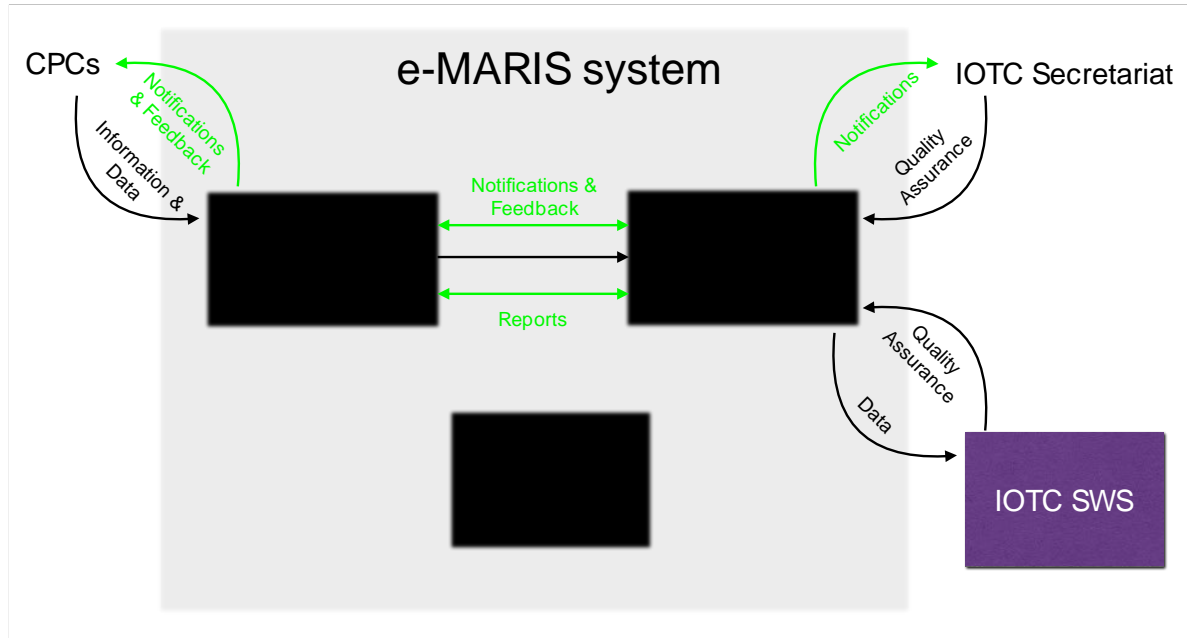 e-MARIS system
CPCs
IOTC Secretariat
Notifications
& Feedback
Information &
Data
Notifications &
Feedback
Reports
Notifications
Quality
Assurance
Quality
Assurance
Data
IOTC SWS